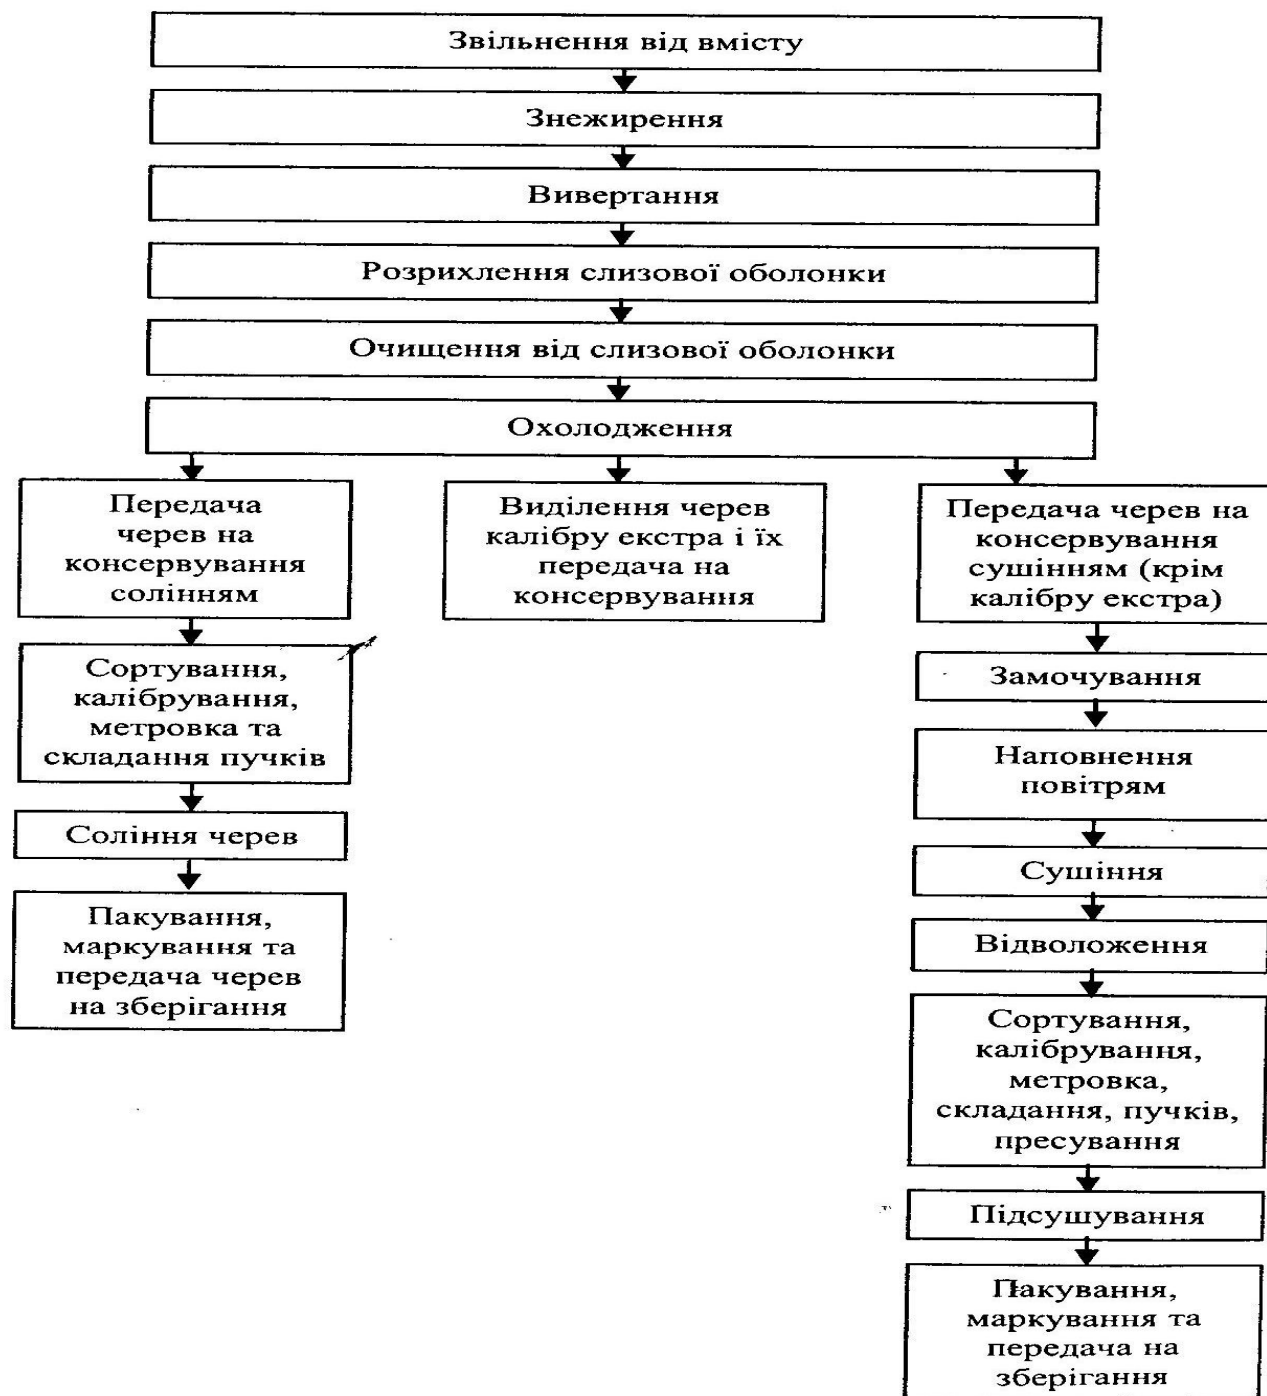 Звільнення від вмісту
Знежирення
Вивертання
Розрихлення слизової оболонки
Очищення від слизової оболонки
Охолодження
Передача
черев на
консервування
солінням
Сортування,
калібрування,
метровка та
складання пучків
Соління черев
Пакування,
маркування та
передача черев
на зберігання
Виділення черев
калібру екстра і їх
передача на
консервування
Передача черев на
консервування
сушінням (крім
калібру екстра)
Замочування
Наповнення
повітрям
Сушіння
Відволоження
Сортування,
калібрування,
метровка,
складання, пучків,
пресування
Підсушування
Пакування,
маркування та
передача на
зберігання